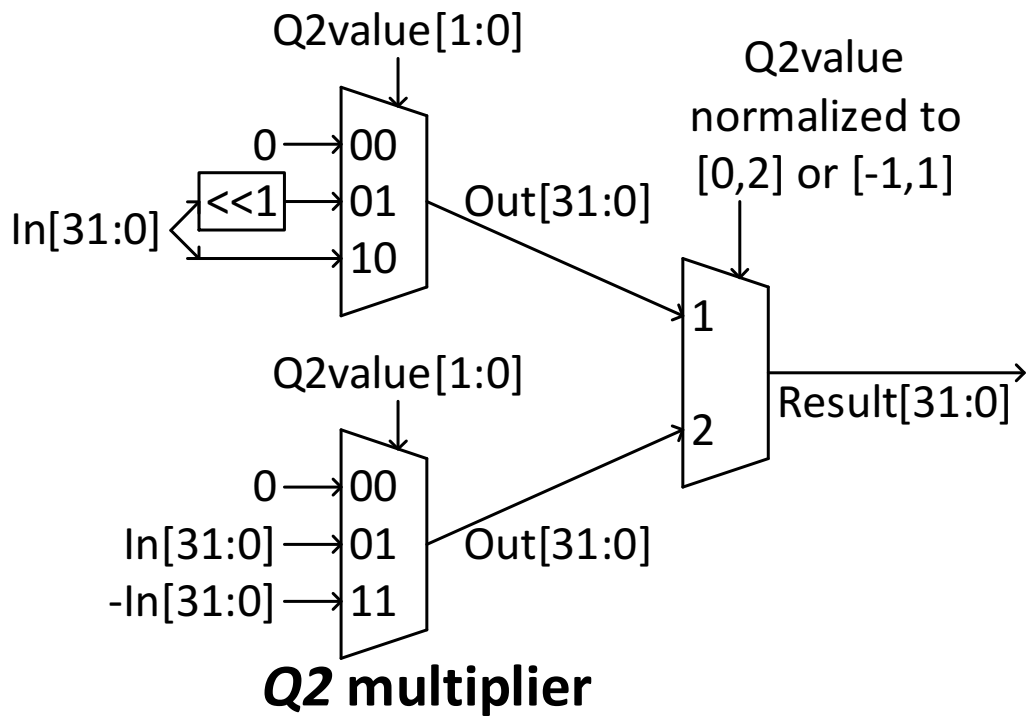 Q2value[1:0]
Q2value
normalized to
[0,2] or [-1,1]
0
00
<<1
01
In[31:0]
10
Out[31:0]
1
Q2value[1:0]
2
Result[31:0]
0
00
In[31:0]
01
Out[31:0]
-In[31:0]
11
Q2 multiplier